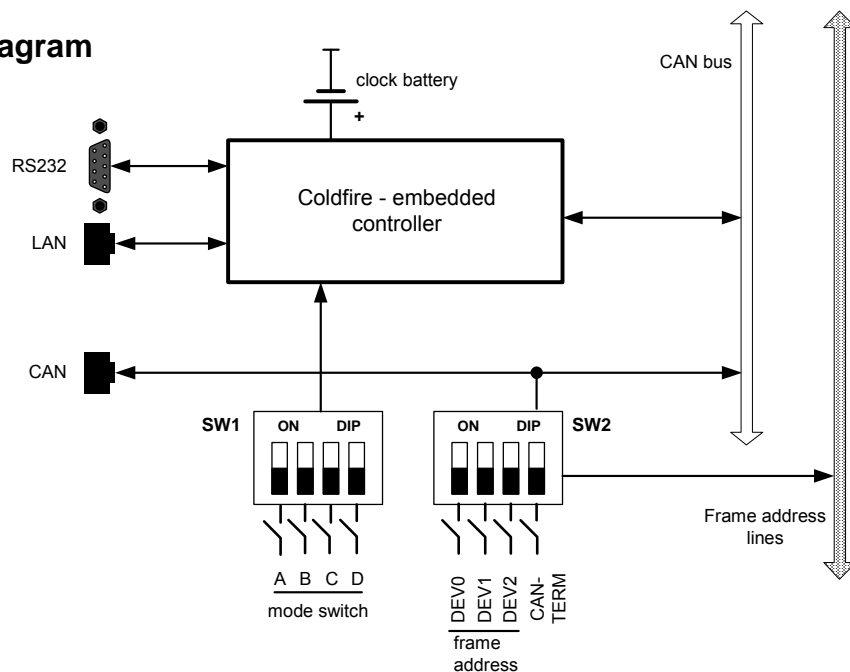 agram
CAN bus
clock battery
+
RS232
Coldfire - embedded
controller
LAN
CAN
SW1
ON DIP
ON DIP
SW2
Frame address
lines
A B C D
mode switch
DEV0
DEV1
DEV2
CAN-
TERM
frame
address